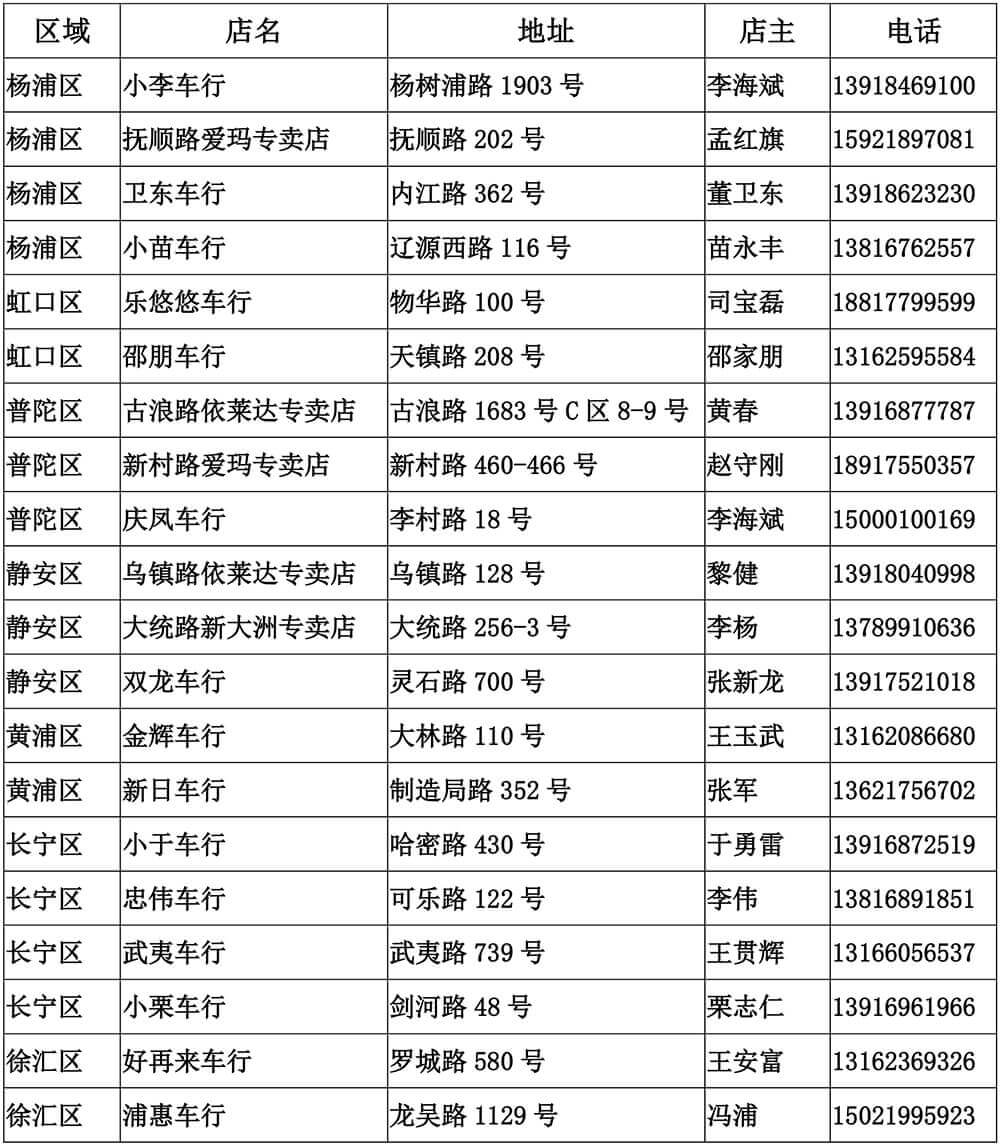 区域 店名 地址 店主 电话
杨浦区 小李车行 杨树浦路 1903 号 李海斌 13918469100
杨浦区 抚顺路爱玛专卖店 抚顺路 202 号 孟红旗 15921897081
杨浦区 卫东车行 内江路 362 号 董卫东 13918623230
杨浦区 小苗车行 辽源西路 116 号 苗永丰 13816762557
虹口区 乐悠悠车行 物华路 100 号 司宝磊 18817799599
虹口区 邵朋车行 天镇路 208 号 邵家朋 13162595584
普陀区 古浪路依莱达专卖店 古浪路 1683 号 C 区 8-9 号 黄春 13916877787
普陀区 新村路爱玛专卖店 新村路 460-466 号 赵守刚 18917550357
普陀区 庆凤车行 李村路 18 号 李海斌 15000100169
静安区 乌镇路依莱达专卖店 乌镇路 128 号 黎健 13918040998
静安区 大统路新大洲专卖店 大统路 256-3 号 李杨 13789910636
静安区 双龙车行 灵石路 700 号 张新龙 13917521018
黄浦区 金辉车行 大林路 110 号 王玉武 13162086680
黄浦区 新日车行 制造局路 352 号 张军 13621756702
长宁区 小于车行 哈密路 430 号 于勇雷 13916872519
长宁区 忠伟车行 可乐路 122 号 李伟 13816891851
长宁区 武夷车行 武夷路 739 号 王贯辉 13166056537
长宁区 小栗车行 剑河路 48 号 栗志仁 13916961966
徐汇区 好再来车行 罗城路 580 号 王安富 13162369326
徐汇区 浦惠车行 龙吴路 1129 号 冯浦 15021995923